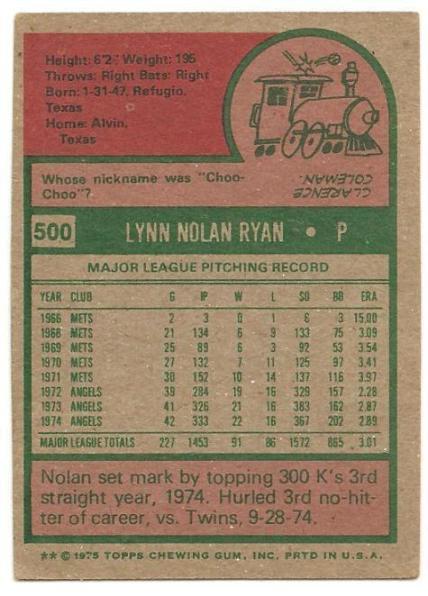 Height: 6'2" Weight: 195
Throws: Right Bats: Right
Born: 1-31-47, Refugio,
Texas
Home: Alvin,
Texas
Whose nickname was "Choo-
Choo"?
CLARENCE
COLEMAN.
500 LYNN NOLAN RYAN • P
MAJOR LEAGUE PITCHING RECORD
YEAR CLUB G IP W L SO BB ERA
1966 METS 2 3 0 1 6 3 15.00
1968 METS 21 134 6 9 133 75 3.09
1969 METS 25 89 6 3 92 53 3.54
1970 METS 27 132 7 11 125 97 3.41
1971 METS 30 152 10 14 137 116 3.97
1972 ANGELS 39 284 19 16 329 157 2.28
1973 ANGELS 41 326 21 16 383 162 2.87
1974 ANGELS 42 333 22 16 367 202 2.89
MAJOR LEAGUE TOTALS 227 1453 91 86 1572 865 3.01
Nolan set mark by topping 300 K's 3rd
straight year, 1974. Hurled 3rd no-hit-
ter of career, vs. Twins, 9-28-74.
** © 1975 TOPPS CHEWING GUM, INC. PRTD IN U.S.A.